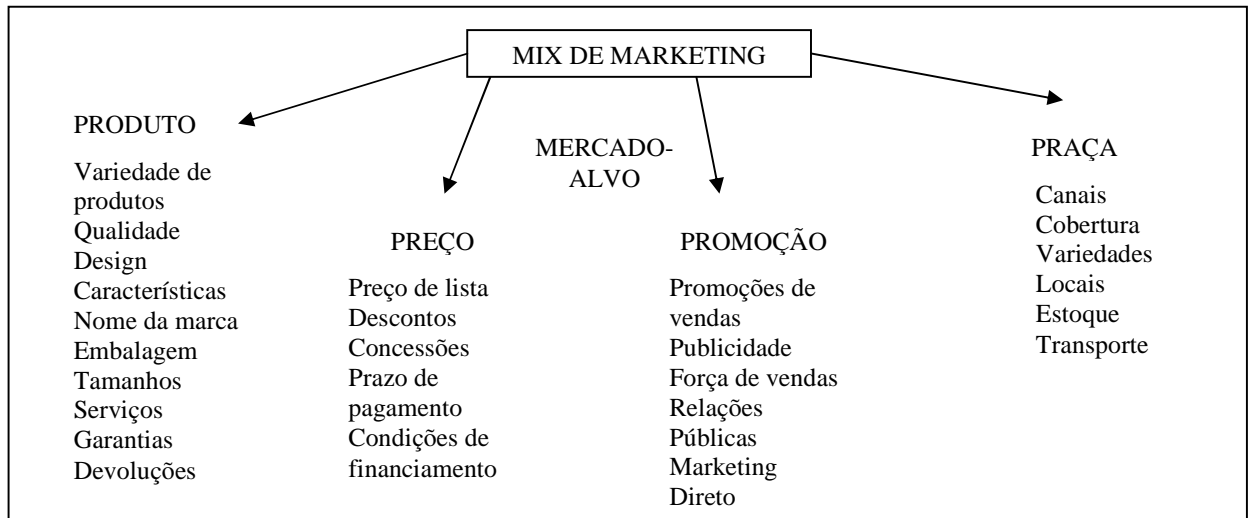 MIX DE MARKETING
PRODUTO
Variedade de
produtos
Qualidade
Design
Características
Nome da marca
Embalagem
Tamanhos
Serviços
Garantias
Devoluções
MERCADO-
ALVO
PREÇO
Preço de lista
Descontos
Concessões
Prazo de
pagamento
Condições de
financiamento
PROMOÇÃO
Promoções de
vendas
Publicidade
Força de vendas
Relações
Públicas
Marketing
Direto
PRAÇA
Canais
Cobertura
Variedades
Locais
Estoque
Transporte